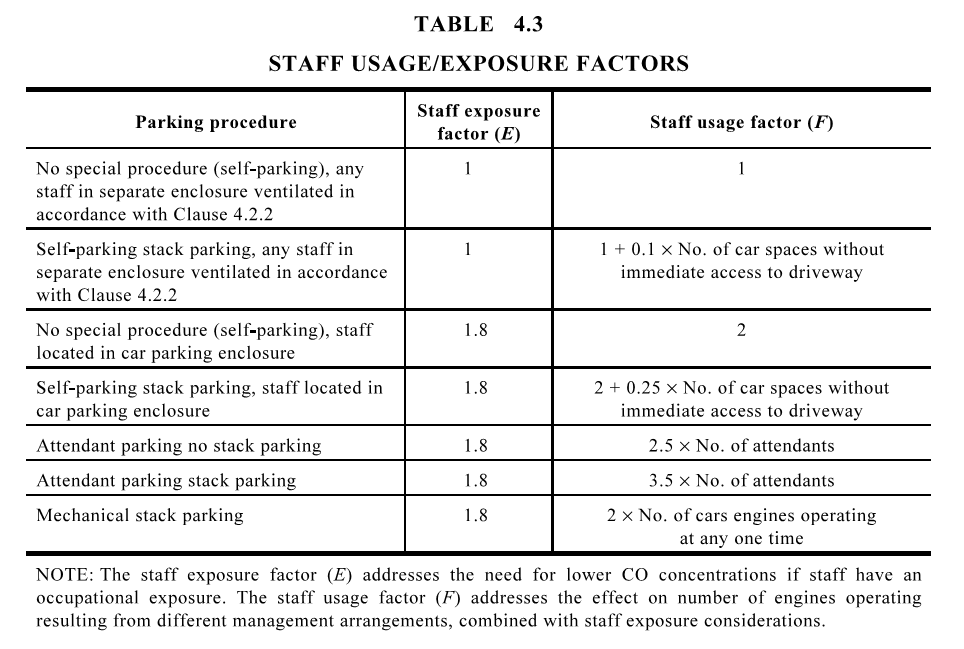 TABLE 4.3
STAFF USAGE/EXPOSURE FACTORS
Parking procedure
Staff exposure
factor (E)
Staff usage factor (F)
No special procedure (self-parking), any
staff in separate enclosure ventilated in
accordance with Clause 4.2.2
1
1
Self-parking stack parking, any staff in
separate enclosure ventilated in accordance
with Clause 4.2.2
1
1 + 0.1 × No. of car spaces without
immediate access to driveway
No special procedure (self-parking), staff
located in car parking enclosure
1.8
2
Self-parking stack parking, staff located in
car parking enclosure
1.8
2 + 0.25 × No. of car spaces without
immediate access to driveway
Attendant parking no stack parking
1.8
2.5 × No. of attendants
Attendant parking stack parking
1.8
3.5 × No. of attendants
Mechanical stack parking
1.8
2 × No. of cars engines operating
at any one time
NOTE: The staff exposure factor (E) addresses the need for lower CO concentrations if staff have an
occupational exposure. The staff usage factor (F) addresses the effect on number of engines operating
resulting from different management arrangements, combined with staff exposure considerations.